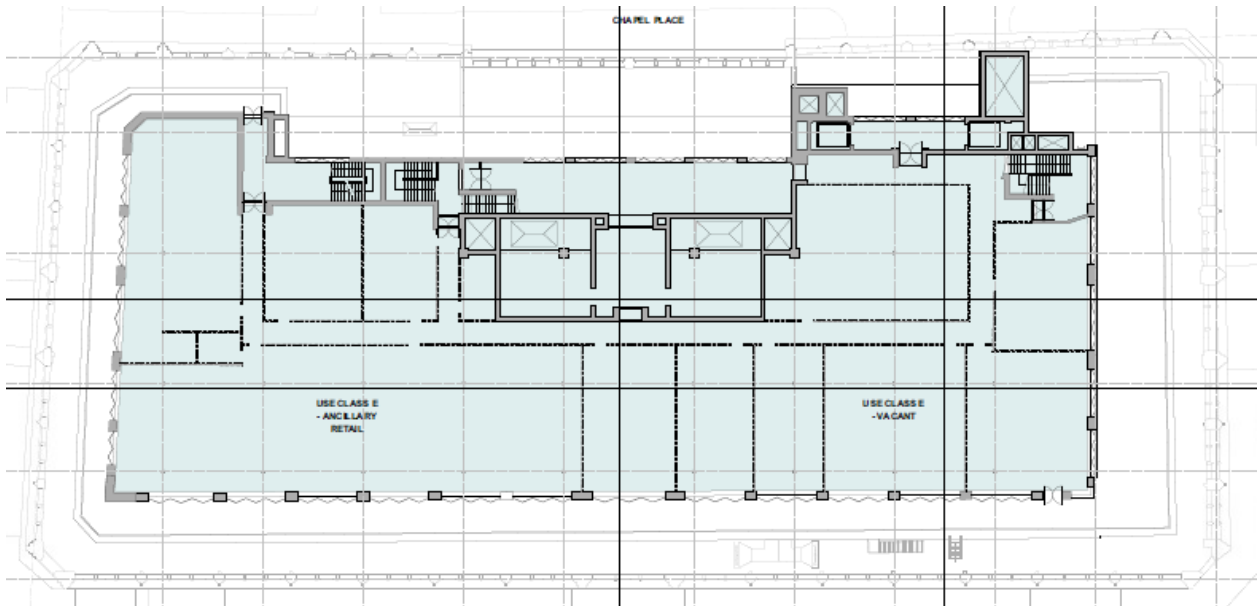 CHAPEL PLACE
USE CLASS E
- ANCILLARY
RETAIL
USE CLASS E
- VACANT